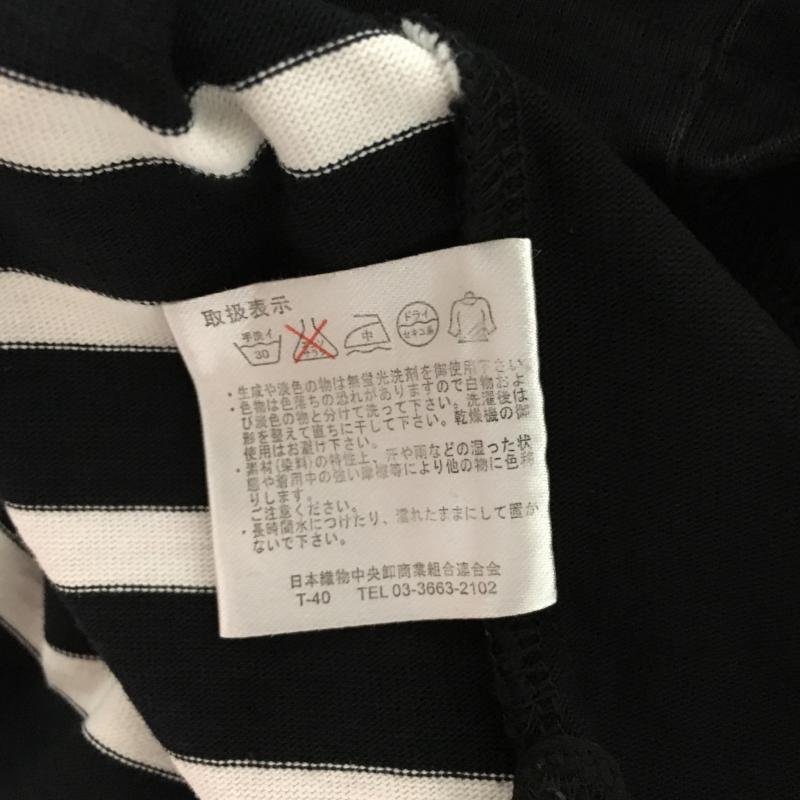 取扱表示
手洗イ
30
エンソ
サラシ
中
ドライ
セキユ系
・生成や淡色の物は無蛍光洗剤を御使用下さい
・色物は色落ちの恐れがありますので白物およ
び淡色の物と分けて洗って下さい。洗濯後は
形を整えて直ちに干して下さい。乾燥機の御
使用はお避け下さい。
・素材(染料)の特性上、汗や雨などの湿った状
態や着用中の強い摩擦等により他の物に色移
りします。
ご注意ください。
・長時間水につけたり、濡れたままにして置か
ないで下さい。
日本織物中央卸商業組合連合会
T-40 TEL 03-3663-2102